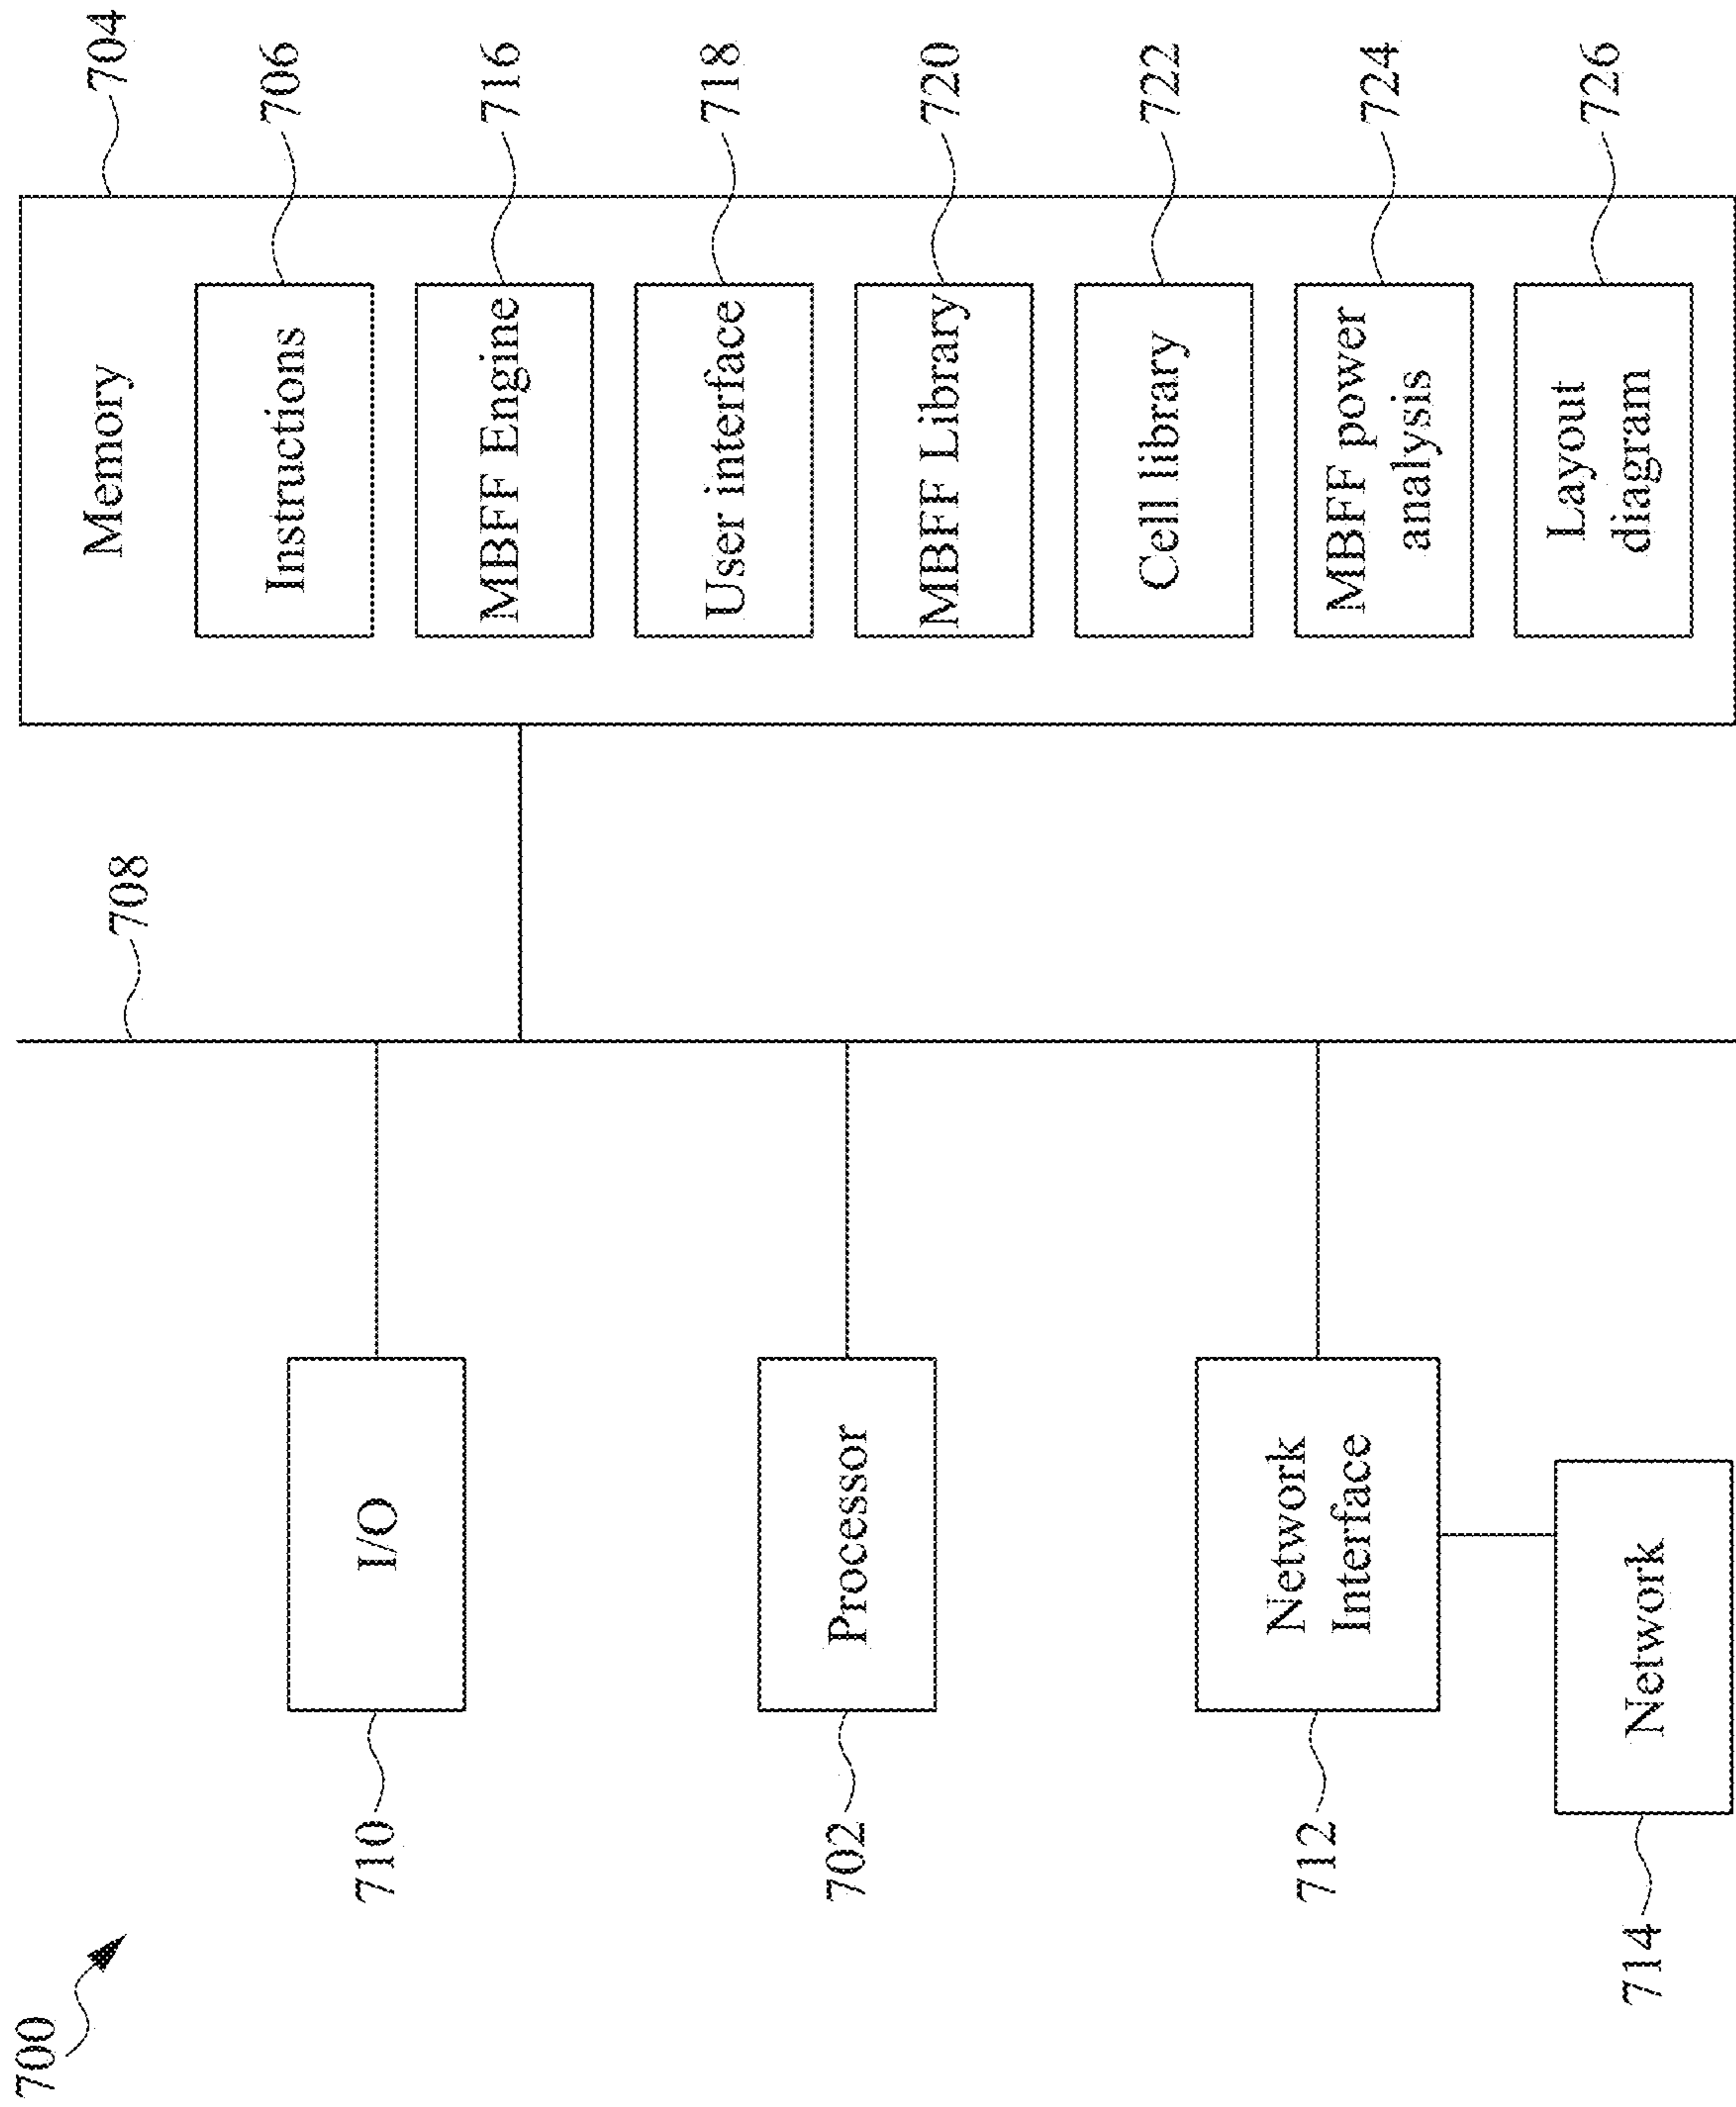 700
710
I/O
702
Processor
712
Network
Interface
714
Network
708
704
Memory
Instructions
706
MBFF Engine
716
User interface
718
MBFF Library
720
Cell library
722
MBFF power
analysis
724
Layout
diagram
726